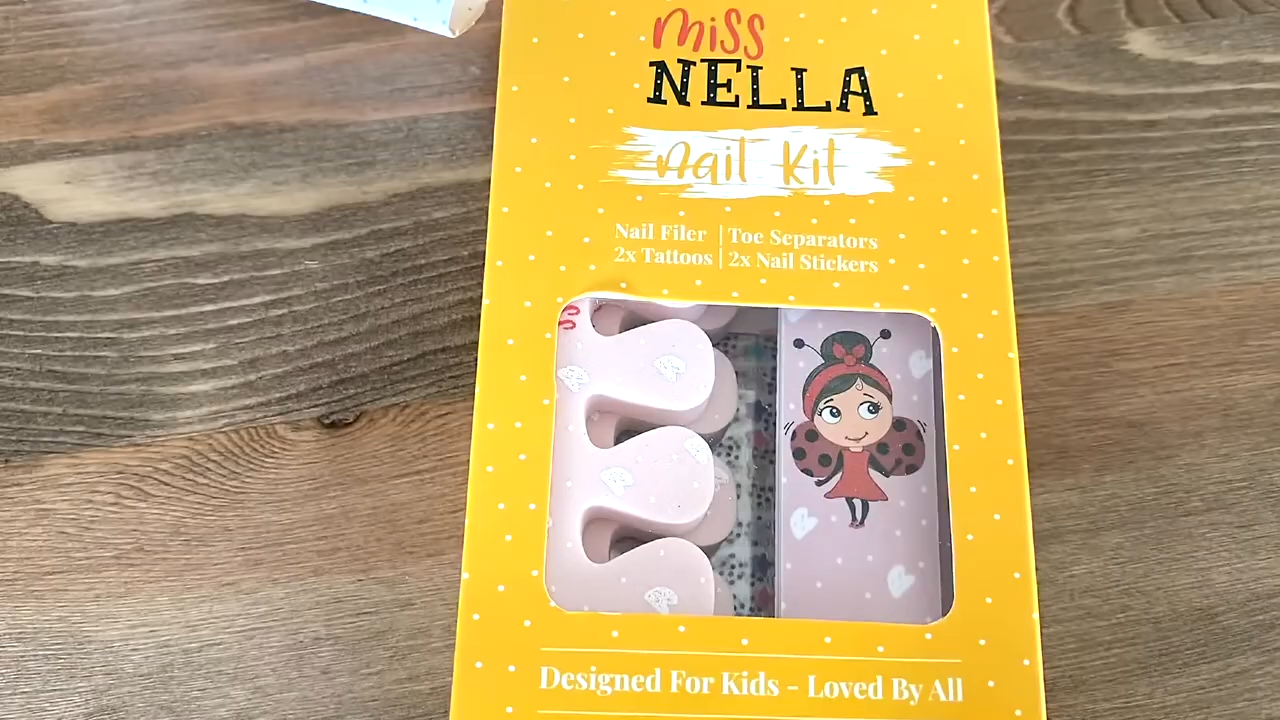 miss
NELLA
nail kit
Nail Filer | Toe Separators
2x Tattoos | 2x Nail Stickers
Designed For Kids - Loved By All